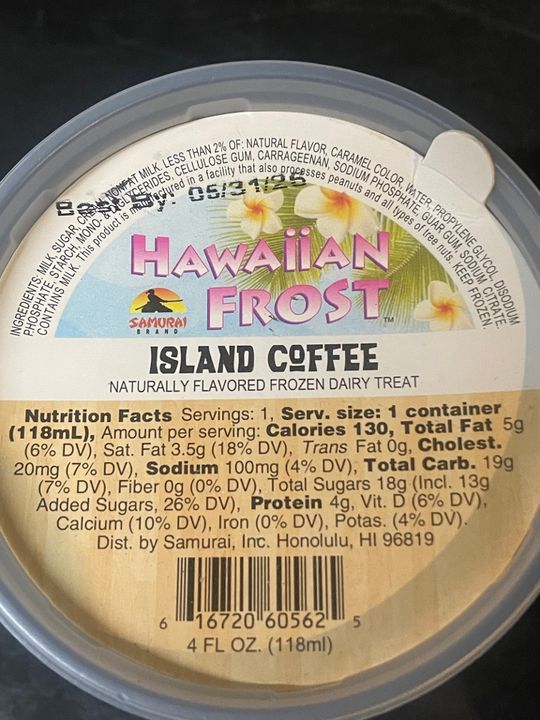 INGREDIENTS: MILK, SUGAR, NONFAT MILK, LESS THAN 2% OF: NATURAL FLAVOR, CARAMEL COLOR, WATER, PROPYLENE GLYCOL, DISODIUM
PHOSPHATE, STARCH, MONO- & DIGLYCERIDES, CELLULOSE GUM, CARRAGEENAN, SODIUM PHOSPHATE, GUAR GUM, SODIUM CITRATE.
CONTAINS MILK. This product is manufactured in a facility that also processes peanuts and all types of tree nuts. KEEP FROZEN.
Best By: 05/31/25
HAWAIIAN
FROST™
SAMURAI
BRAND
ISLAND COFFEE
NATURALLY FLAVORED FROZEN DAIRY TREAT
Nutrition Facts Servings: 1, Serv. size: 1 container
(118mL), Amount per serving: Calories 130, Total Fat 5g
(6% DV), Sat. Fat 3.5g (18% DV), Trans Fat 0g, Cholest.
20mg (7% DV), Sodium 100mg (4% DV), Total Carb. 19g
(7% DV), Fiber 0g (0% DV), Total Sugars 18g (Incl. 13g
Added Sugars, 26% DV), Protein 4g, Vit. D (6% DV),
Calcium (10% DV), Iron (0% DV), Potas. (4% DV).
Dist. by Samurai, Inc. Honolulu, HI 96819
6 16720 60562 5
4 FL OZ. (118ml)